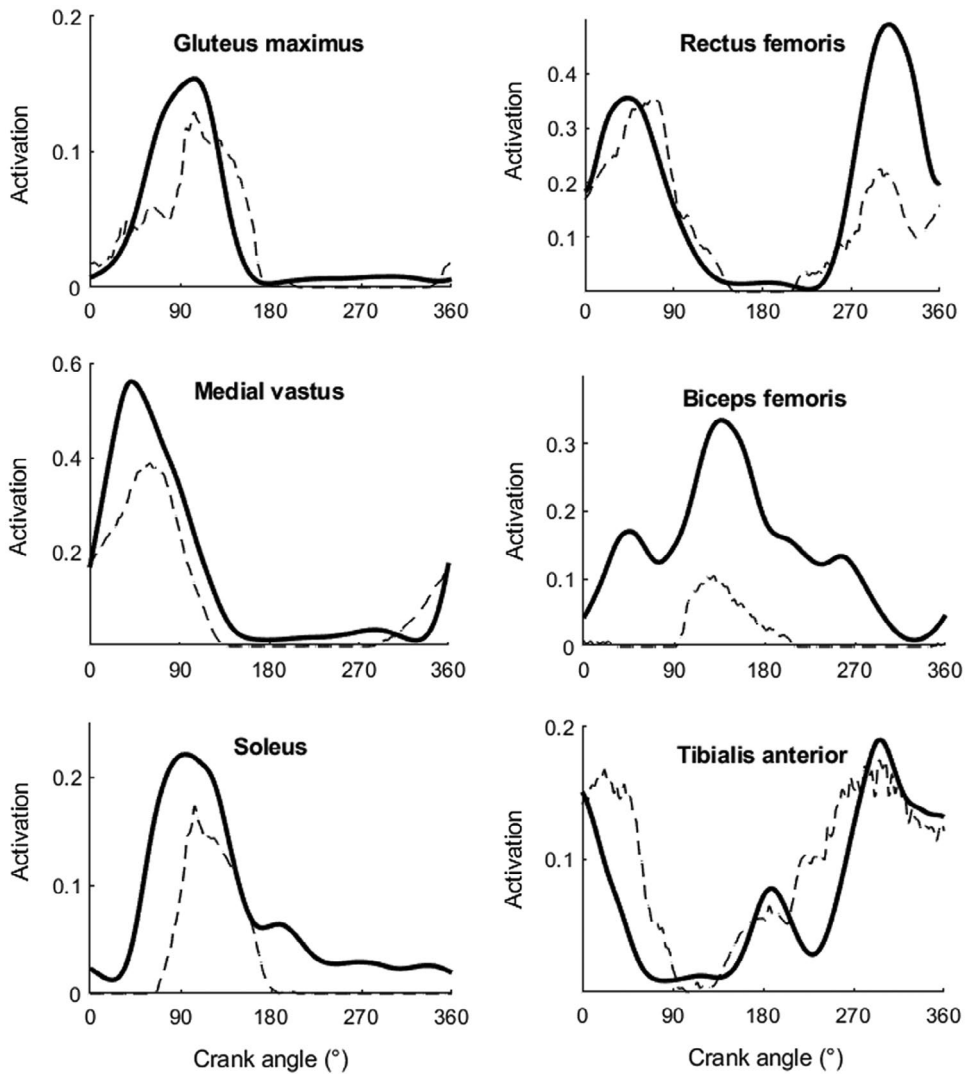 Gluteus maximus
Activation
0.2
0.1
0
0 90 180 270 360
Rectus femoris
Activation
0.4
0.3
0.2
0.1
0 90 180 270 360
Medial vastus
Activation
0.6
0.4
0.2
0 90 180 270 360
Biceps femoris
Activation
0.3
0.2
0.1
0
0 90 180 270 360
Soleus
Activation
0.2
0.1
0
0 90 180 270 360
Crank angle (°)
Tibialis anterior
Activation
0.2
0.1
0 90 180 270 360
Crank angle (°)